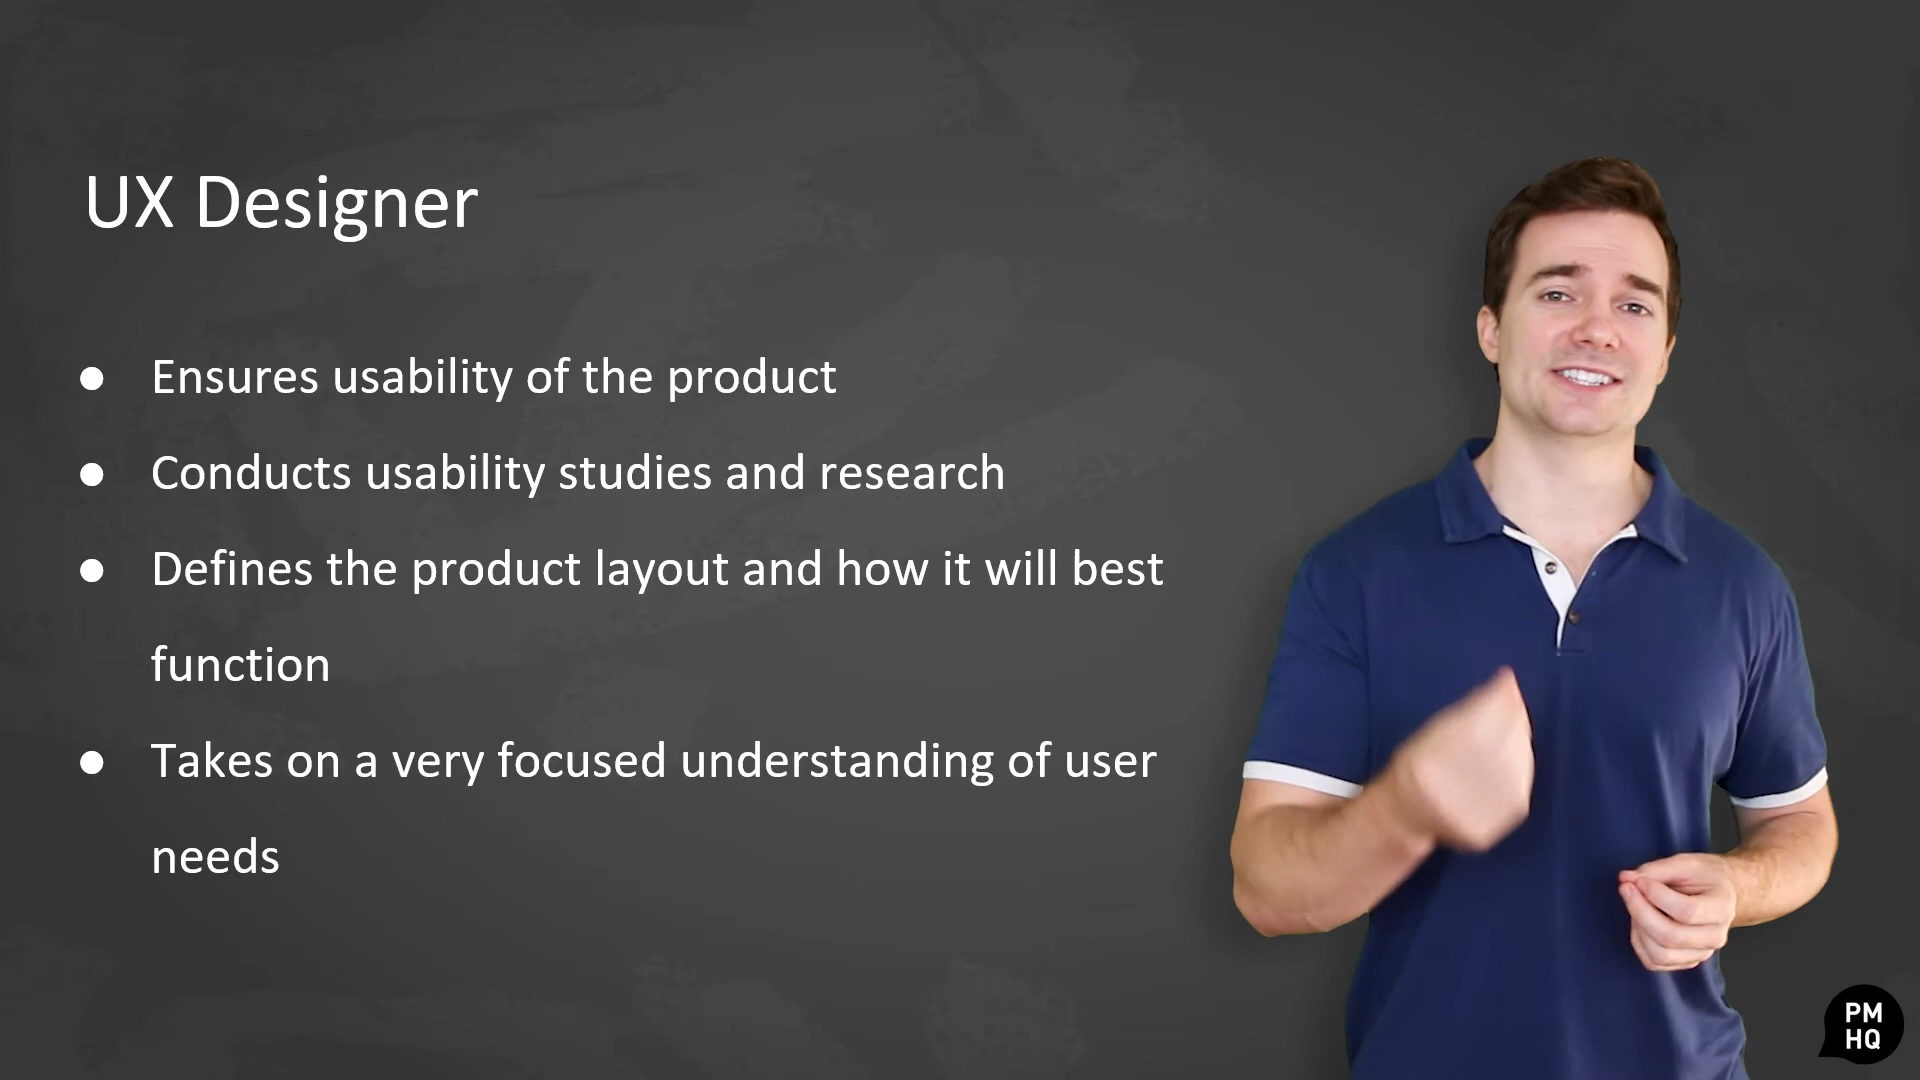 UX Designer
● Ensures usability of the product
● Conducts usability studies and research
● Defines the product layout and how it will best
function
● Takes on a very focused understanding of user
needs
PM
HQ